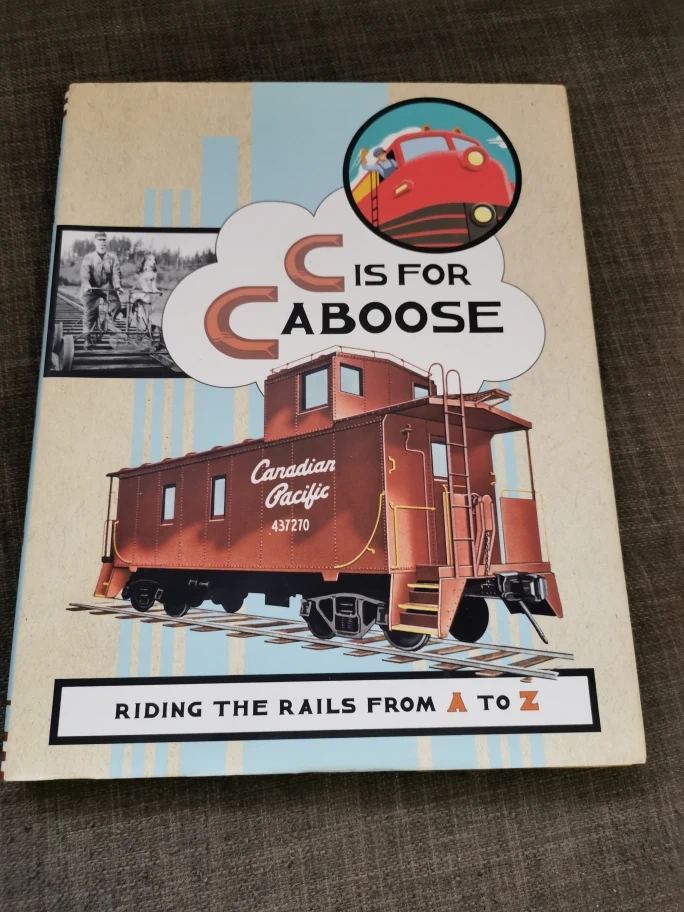 C IS FOR
CABOOSE
Canadian
Pacific
437270
RIDING THE RAILS FROM A TO Z